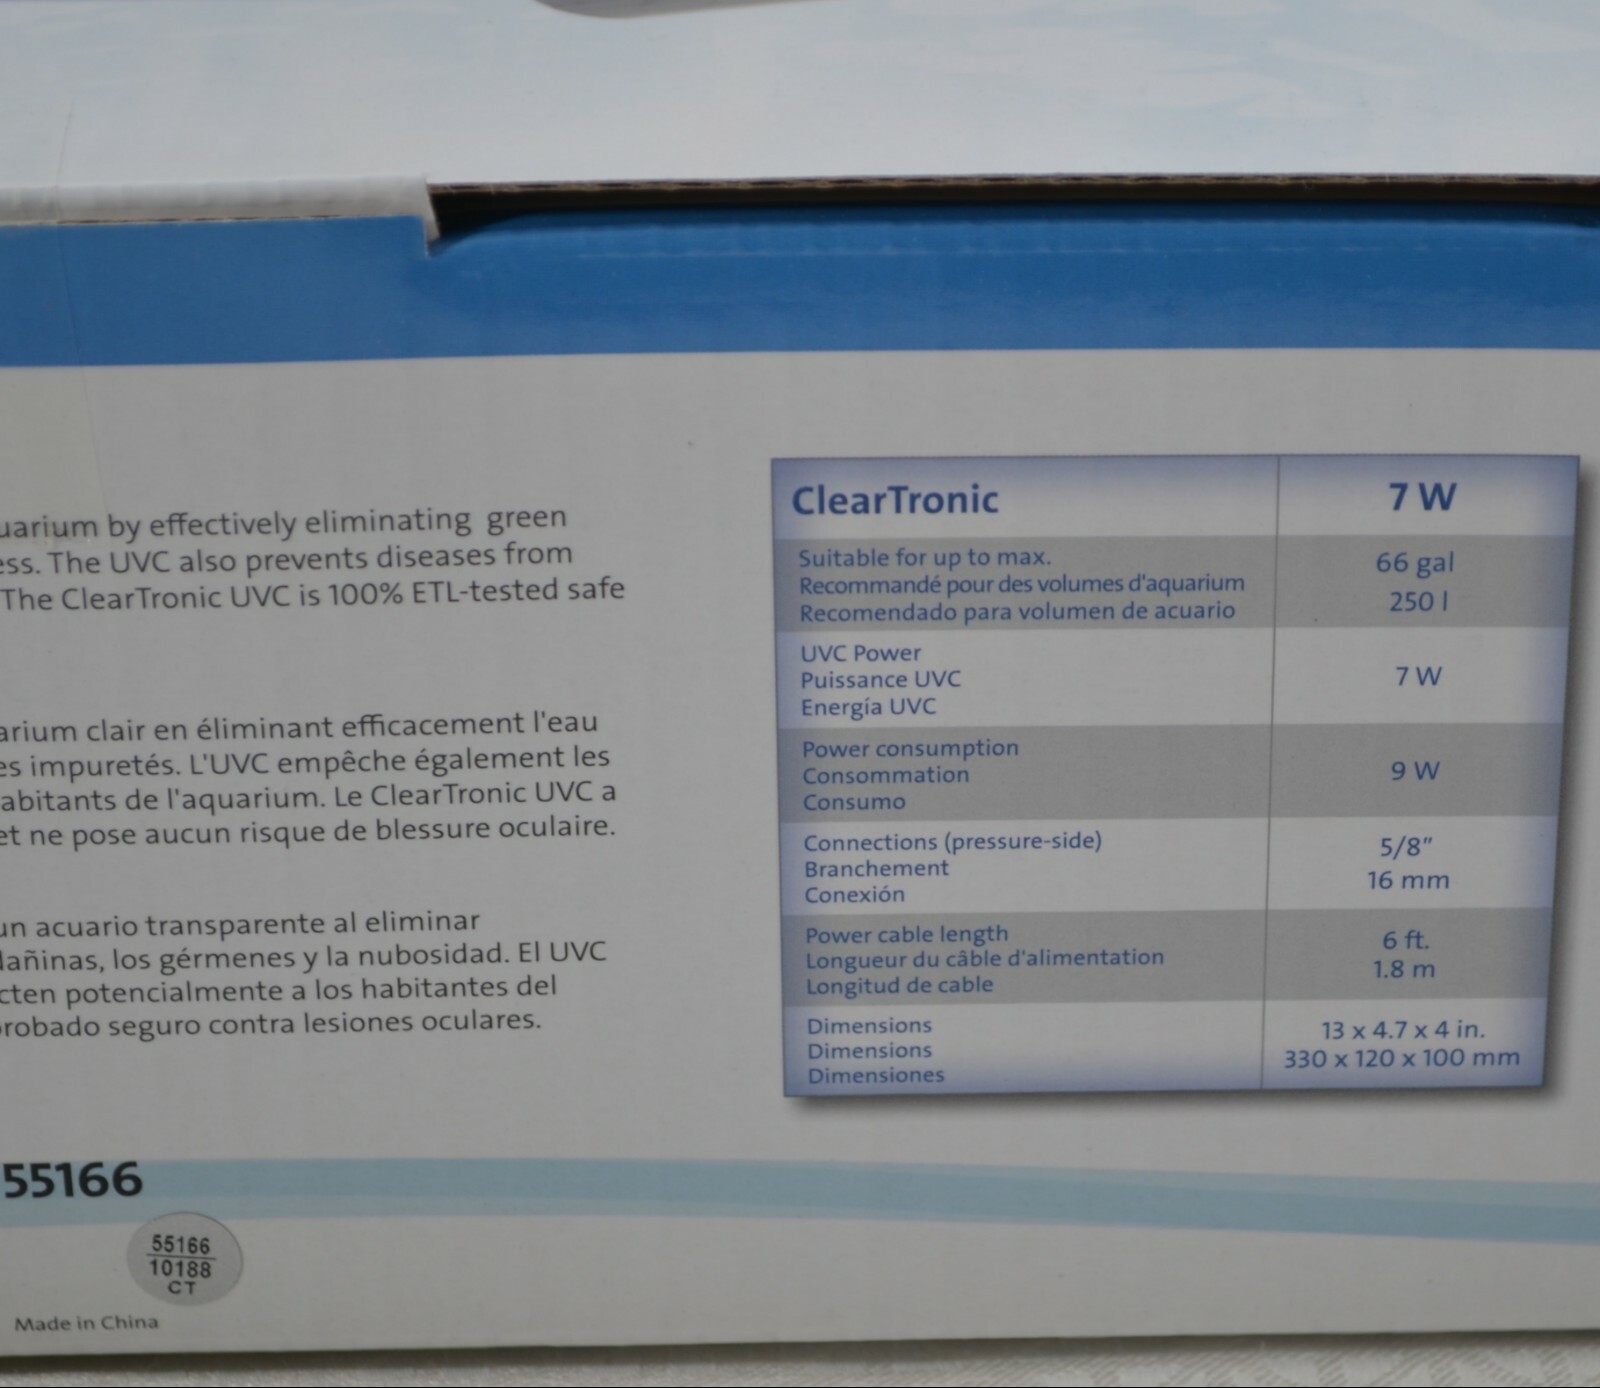 uarium by effectively eliminating green
ess. The UVC also prevents diseases from
The ClearTronic UVC is 100% ETL-tested safe
arium clair en éliminant efficacement l'eau
es impuretés. L'UVC empêche également les
abitants de l'aquarium. Le ClearTronic UVC a
et ne pose aucun risque de blessure oculaire.
un acuario transparente al eliminar
dañinas, los gérmenes y la nubosidad. El UVC
cten potencialmente a los habitantes del
probado seguro contra lesiones oculares.
ClearTronic 7 W
Suitable for up to max.
Recommandé pour des volumes d'aquarium
Recomendado para volumen de acuario
66 gal
250 l
UVC Power
Puissance UVC
Energía UVC
7 W
Power consumption
Consommation
Consumo
9 W
Connections (pressure-side)
Branchement
Conexión
5/8"
16 mm
Power cable length
Longueur du câble d'alimentation
Longitud de cable
6 ft.
1.8 m
Dimensions
Dimensions
Dimensiones
13 x 4.7 x 4 in.
330 x 120 x 100 mm
55166
55166
10188
CT
Made in China